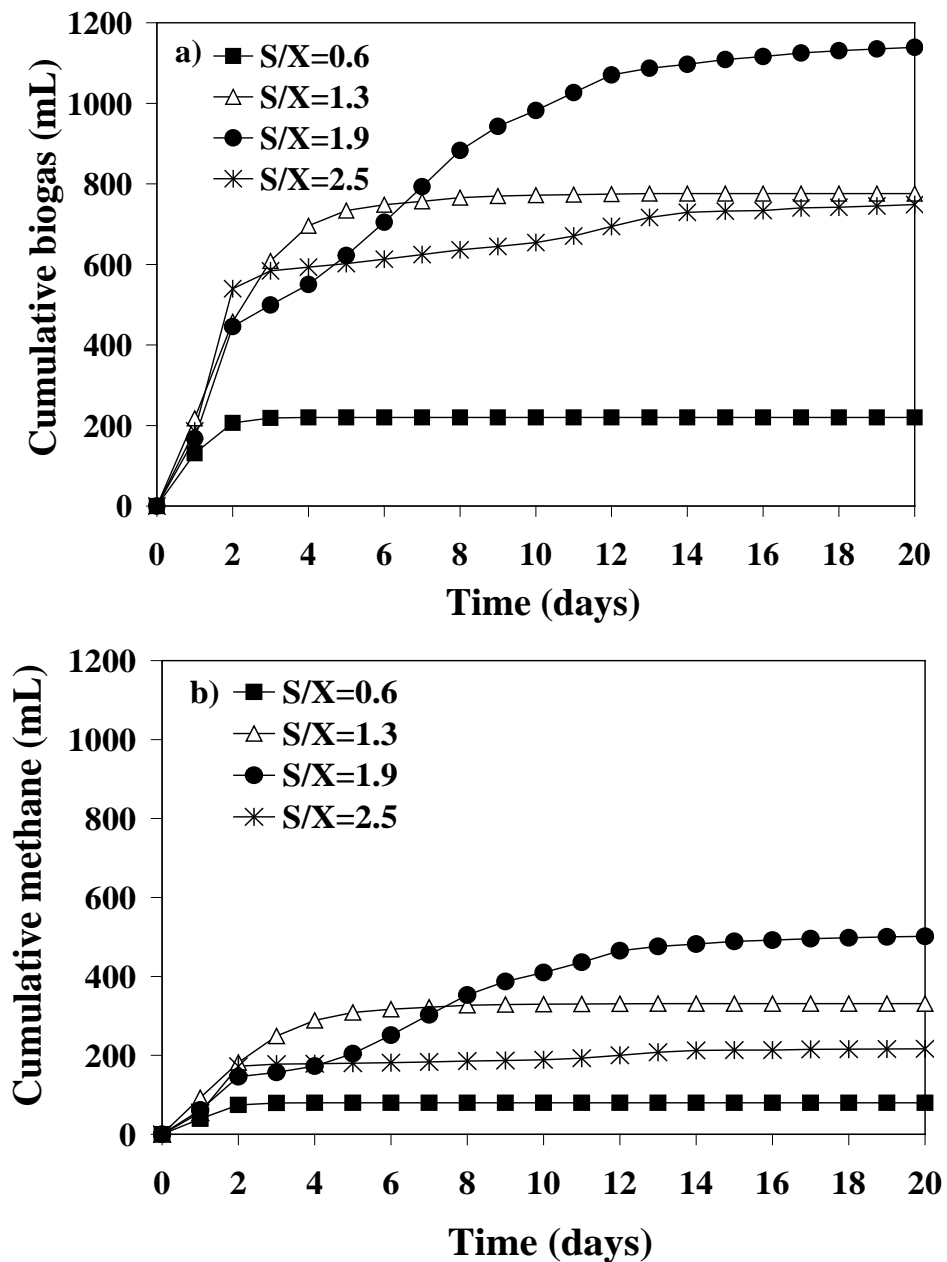 1200
1000
800
600
400
200
0
Cumulative biogas (mL)
a)
S/X=0.6
S/X=1.3
S/X=1.9
S/X=2.5
0 2 4 6 8 10 12 14 16 18 20
Time (days)
1200
1000
800
600
400
200
0
Cumulative methane (mL)
b)
S/X=0.6
S/X=1.3
S/X=1.9
S/X=2.5
0 2 4 6 8 10 12 14 16 18 20
Time (days)